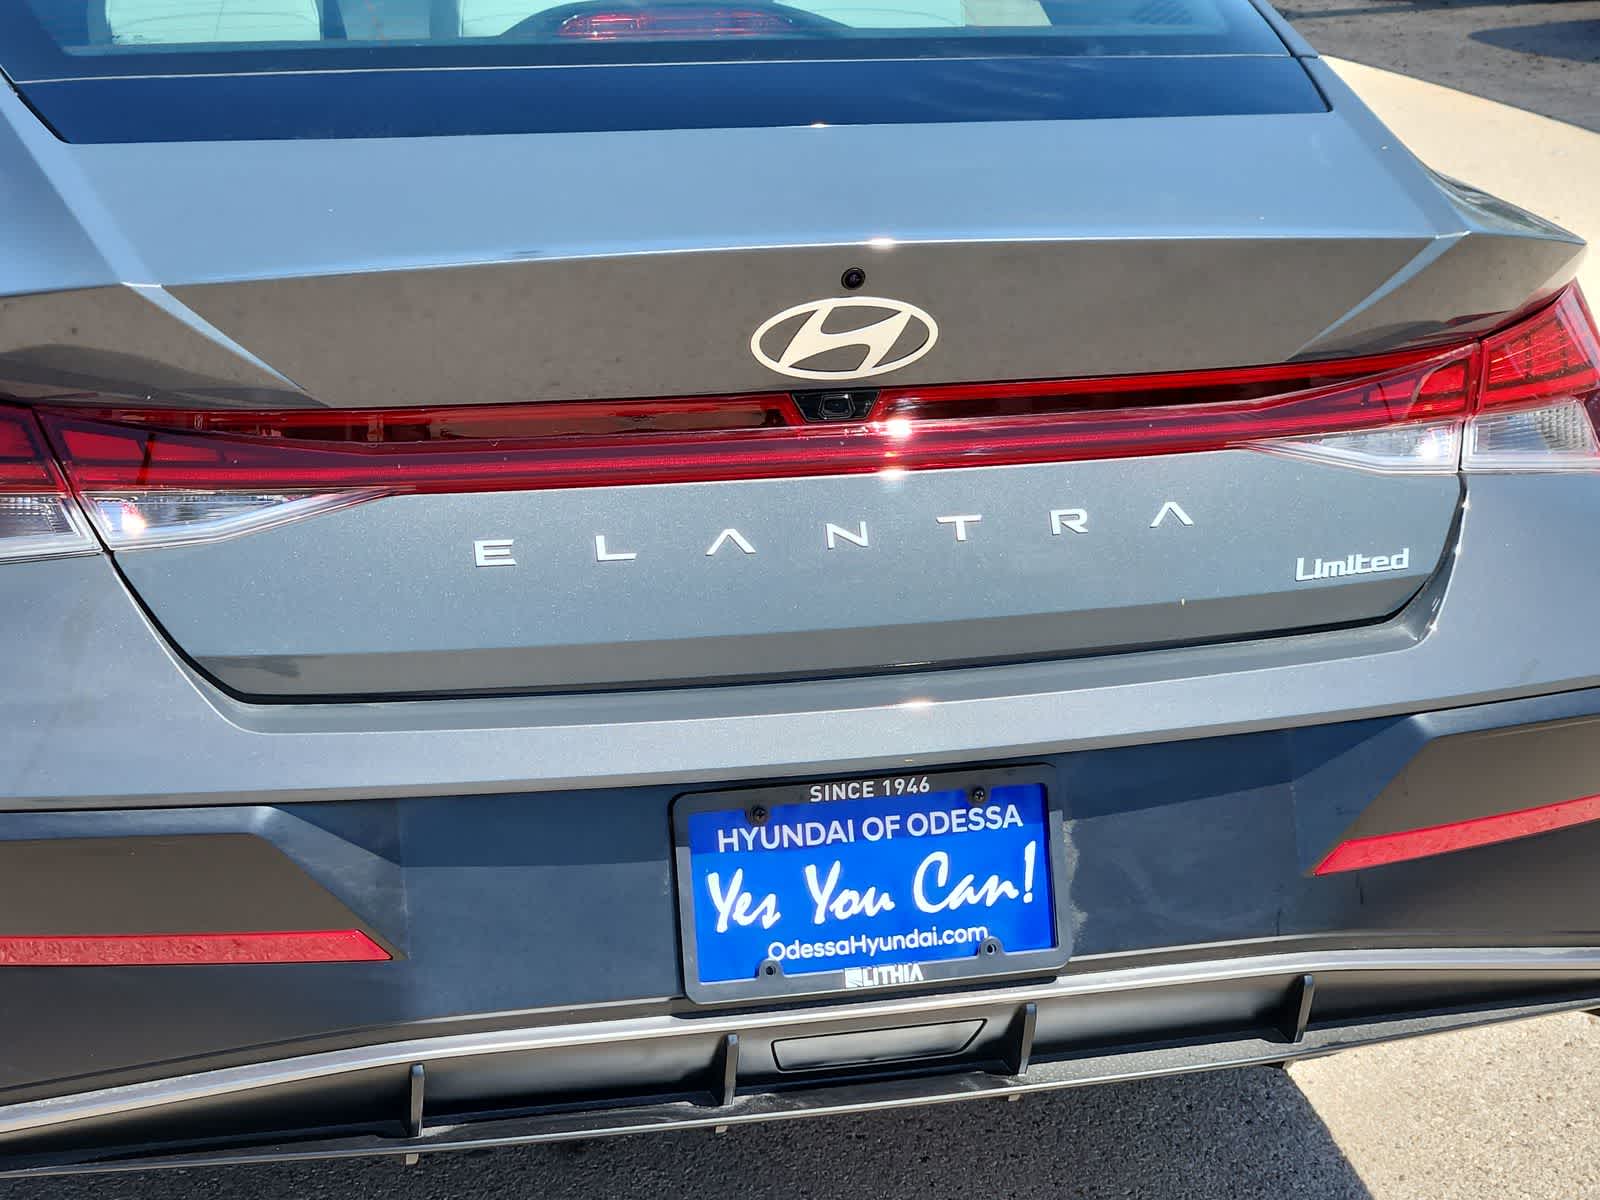 ELANTRA
Limited
SINCE 1946
HYUNDAI OF ODESSA
Yes You Can!
OdessaHyundai.com
LITHIA